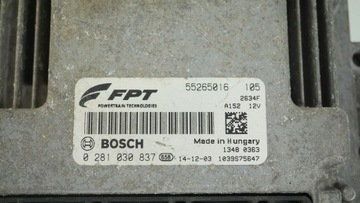 FPT
POWERTRAIN TECHNOLOGIES
55265016 105
2634F
A152 12V
BOSCH
Made in Hungary
1348 0363
0 281 030 837 14-12-03 1039S75647